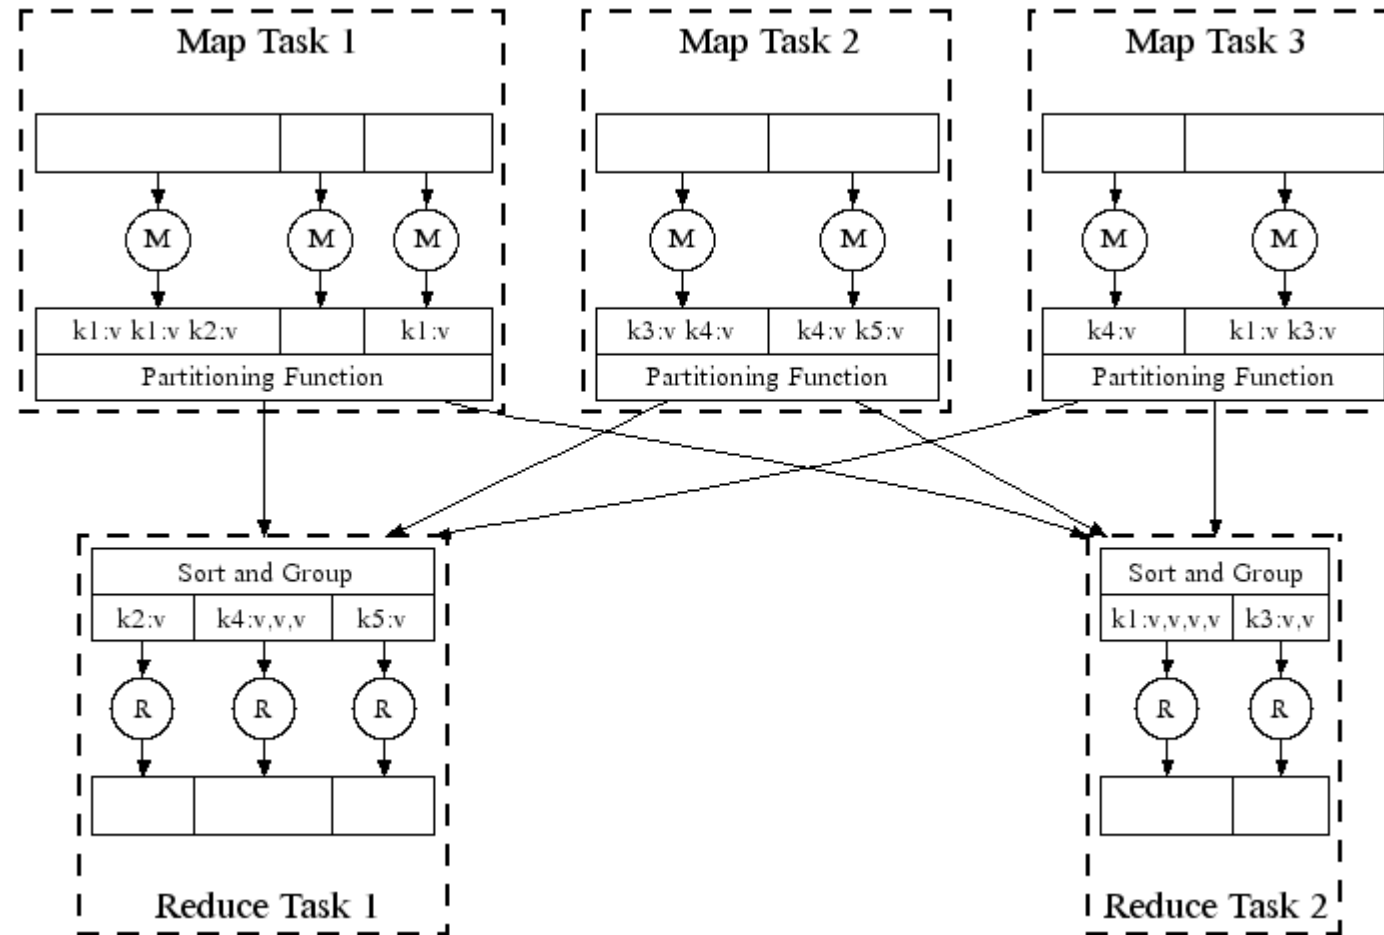 Map Task 1
Map Task 2
Map Task 3
M
M
M
M
M
M
M
k1:v k1:v k2:v
k1:v
k3:v k4:v
k4:v k5:v
k4:v
k1:v k3:v
Partitioning Function
Partitioning Function
Partitioning Function
Sort and Group
Sort and Group
k2:v
k4:v,v,v
k5:v
k1:v,v,v,v
k3:v,v
R
R
R
R
R
Reduce Task 1
Reduce Task 2